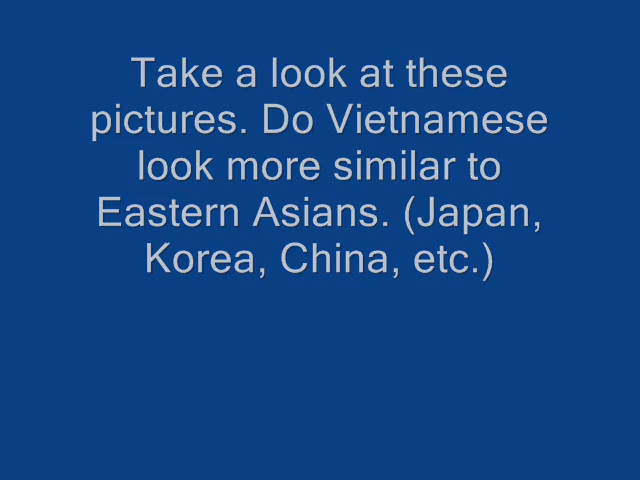 Take a look at these
pictures. Do Vietnamese
look more similar to
Eastern Asians. (Japan,
Korea, China, etc.)